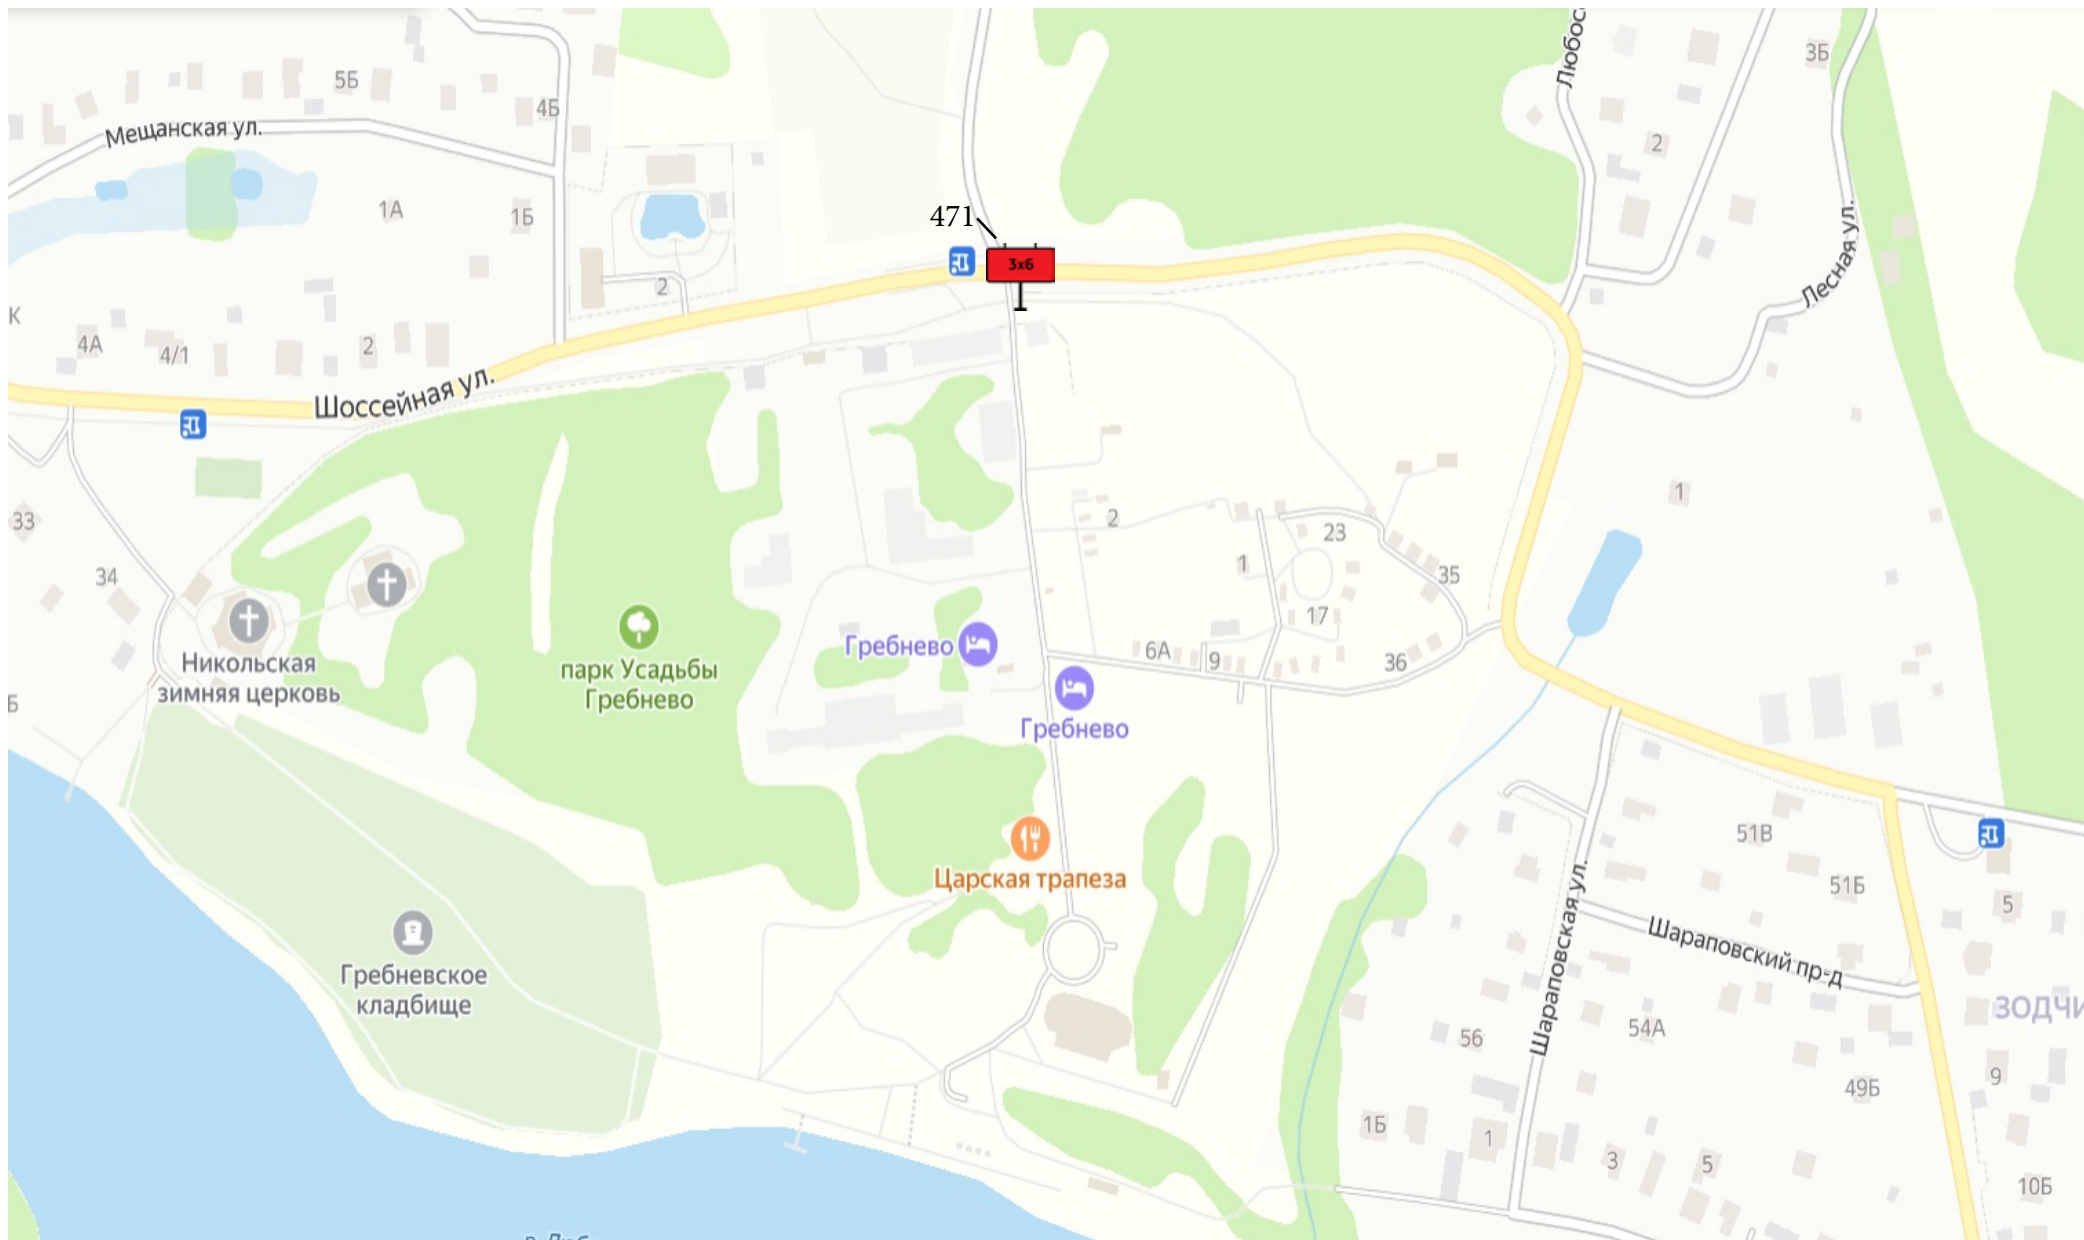 Любос
3Б
5Б
4Б
Мещанская ул.
2
1А
1Б
471
3х6
Лесная ул.
2
К
4А
4/1
2
Шоссейная ул.
1
33
2
23
34
1
35
17
Никольская
зимняя церковь
парк Усадьбы
Гребнево
Гребнево
6А
9
36
Б
Гребнево
51В
Царская трапеза
51Б
5
Шараповская ул.
Шараповский пр-д
Гребневское
кладбище
ЗОДЧИ
56
54А
9
49Б
1Б
1
3
5
10Б